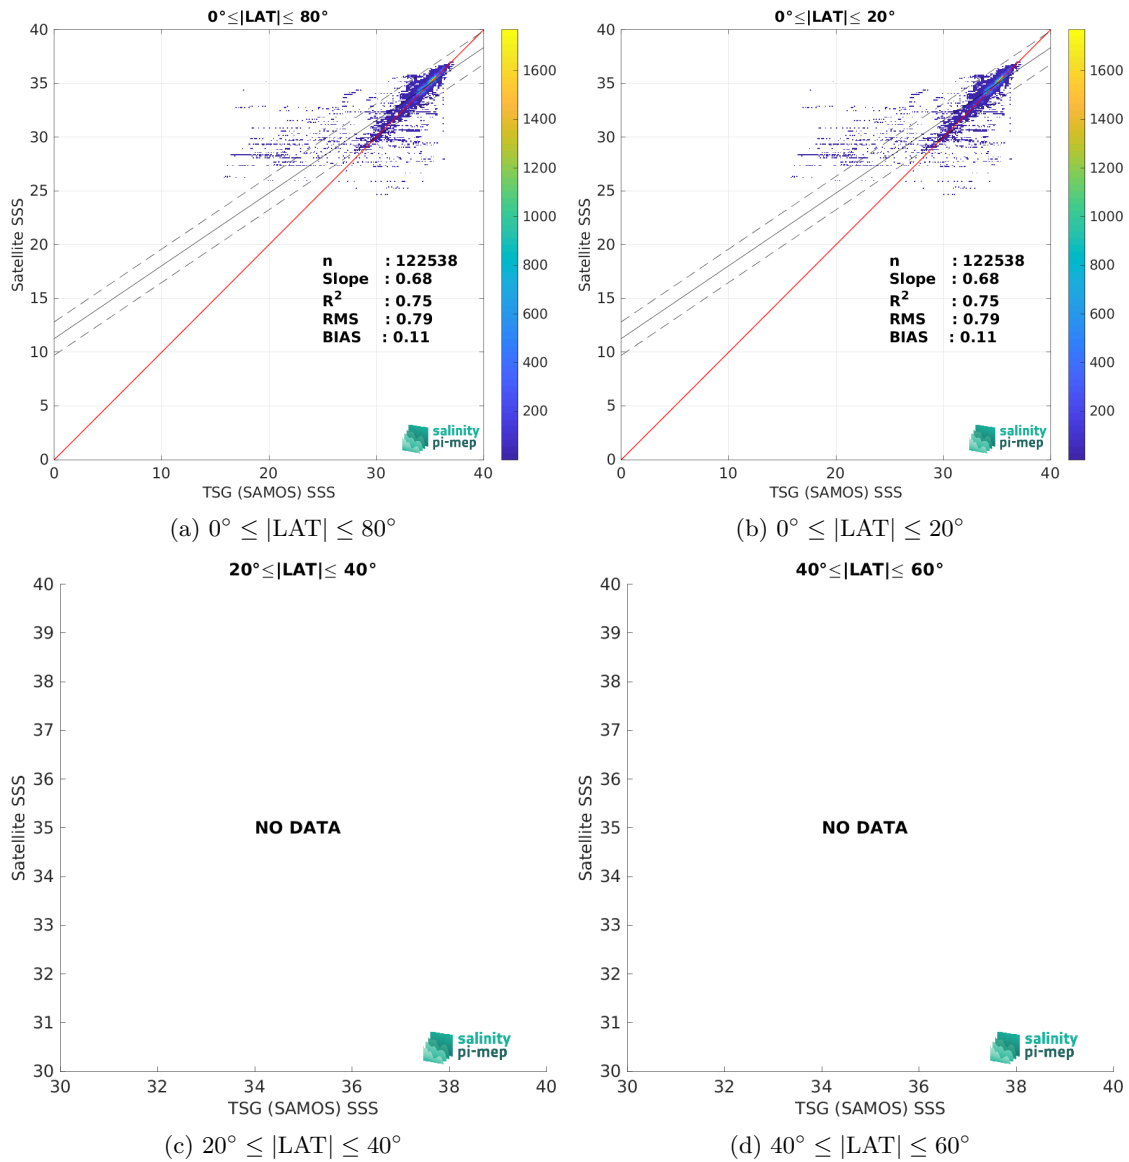 0°≤|LAT|≤ 80°
40
35
30
25
20
15
10
5
0
Satellite SSS
0
10
20
30
40
TSG (SAMOS) SSS
n : 122538
Slope : 0.68
R² : 0.75
RMS : 0.79
BIAS : 0.11
salinity
pi-mep
1600
1400
1200
1000
800
600
400
200
(a) 0° ≤ |LAT| ≤ 80°
0°≤|LAT|≤ 20°
40
35
30
25
20
15
10
5
0
Satellite SSS
0
10
20
30
40
TSG (SAMOS) SSS
n : 122538
Slope : 0.68
R² : 0.75
RMS : 0.79
BIAS : 0.11
salinity
pi-mep
1600
1400
1200
1000
800
600
400
200
(b) 0° ≤ |LAT| ≤ 20°
20°≤|LAT|≤ 40°
40
39
38
37
36
35
34
33
32
31
30
Satellite SSS
NO DATA
salinity
pi-mep
30
32
34
36
38
40
TSG (SAMOS) SSS
(c) 20° ≤ |LAT| ≤ 40°
40°≤|LAT|≤ 60°
40
39
38
37
36
35
34
33
32
31
30
Satellite SSS
NO DATA
salinity
pi-mep
30
32
34
36
38
40
TSG (SAMOS) SSS
(d) 40° ≤ |LAT| ≤ 60°